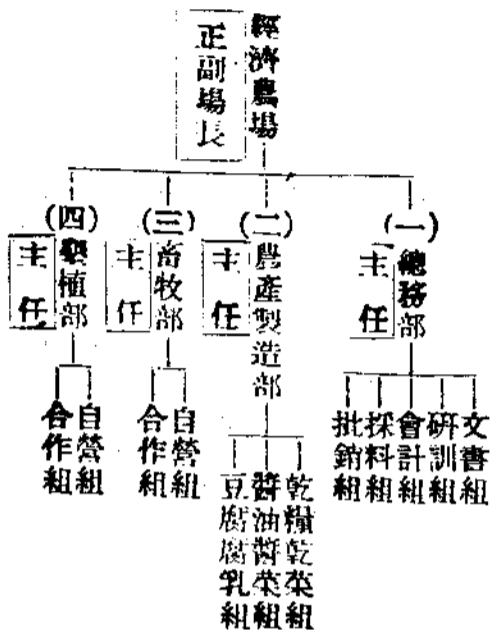 經濟農場
正副場長
(一)總務部
主任
文書組
硏訓組
會計組
採料組
批銷組
(二)農產製造部
主任
乾糧乾菜組
醬油醬菜組
豆腐腐乳組
(三)畜牧部
主任
自營組
合作組
(四)墾植部
主任
自營組
合作組